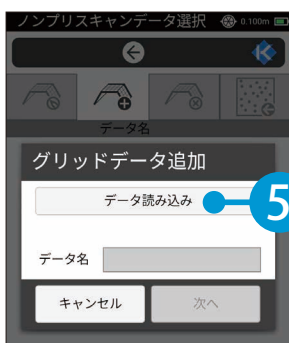 ノンプリスキャンデータ選択 0.100m
データ名
グリッドデータ追加
データ読み込み
5
データ名
キャンセル 次へ